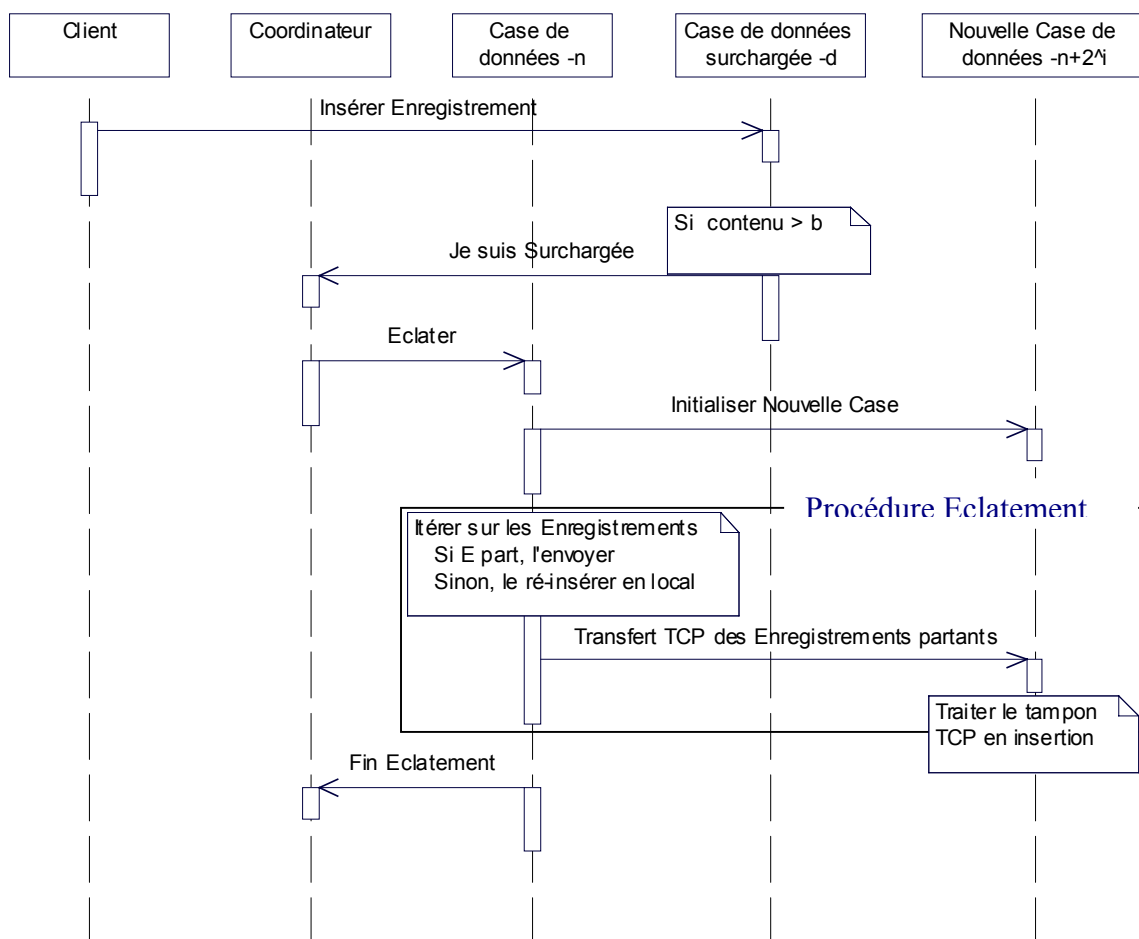 Client
Coordinateur
Case de
données -n
Case de données
surchargée -d
Nouvelle Case de
données -n+2^i
Insérer Enregistrement
Si contenu > b
Je suis Surchargée
Eclater
Initialiser Nouvelle Case
Procédure Eclatement
Itérer sur les Enregistrements
Si E part, l'envoyer
Sinon, le ré-insérer en local
Transfert TCP des Enregistrements partants
Traiter le tampon
TCP en insertion
Fin Eclatement